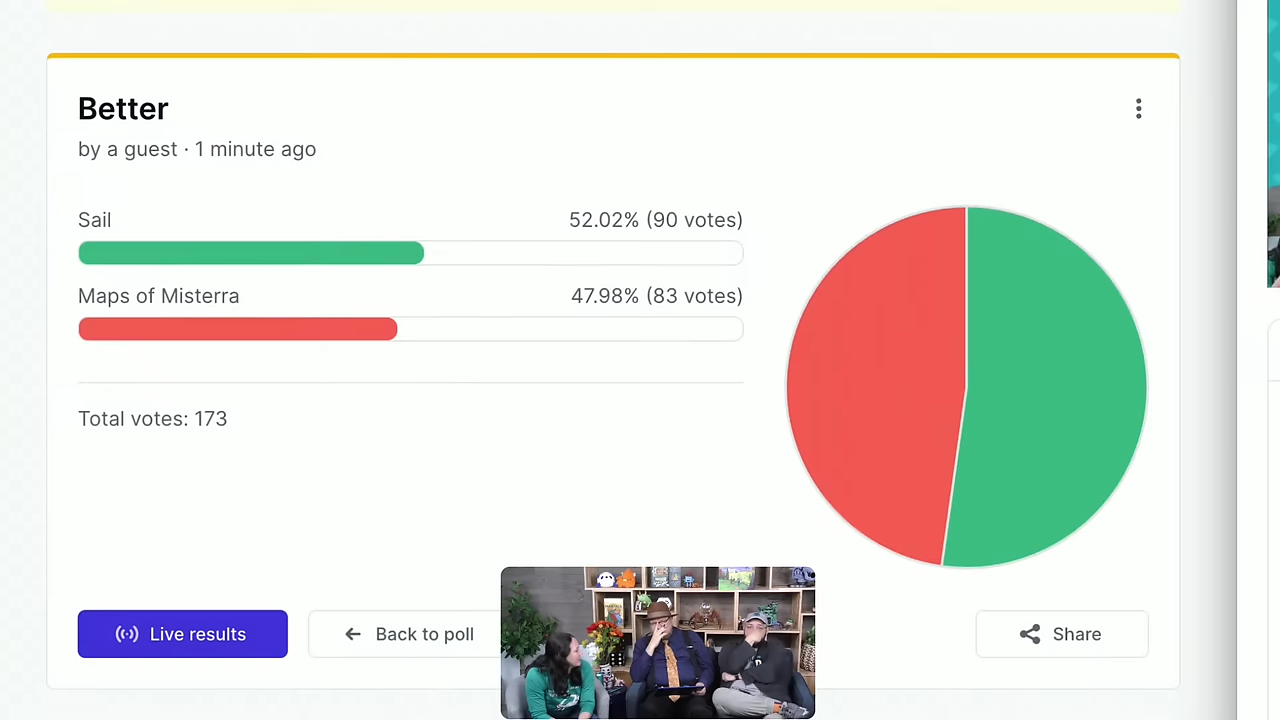 Better
by a guest · 1 minute ago
Sail 52.02% (90 votes)
Maps of Misterra 47.98% (83 votes)
Total votes: 173
Live results
Back to poll
Share